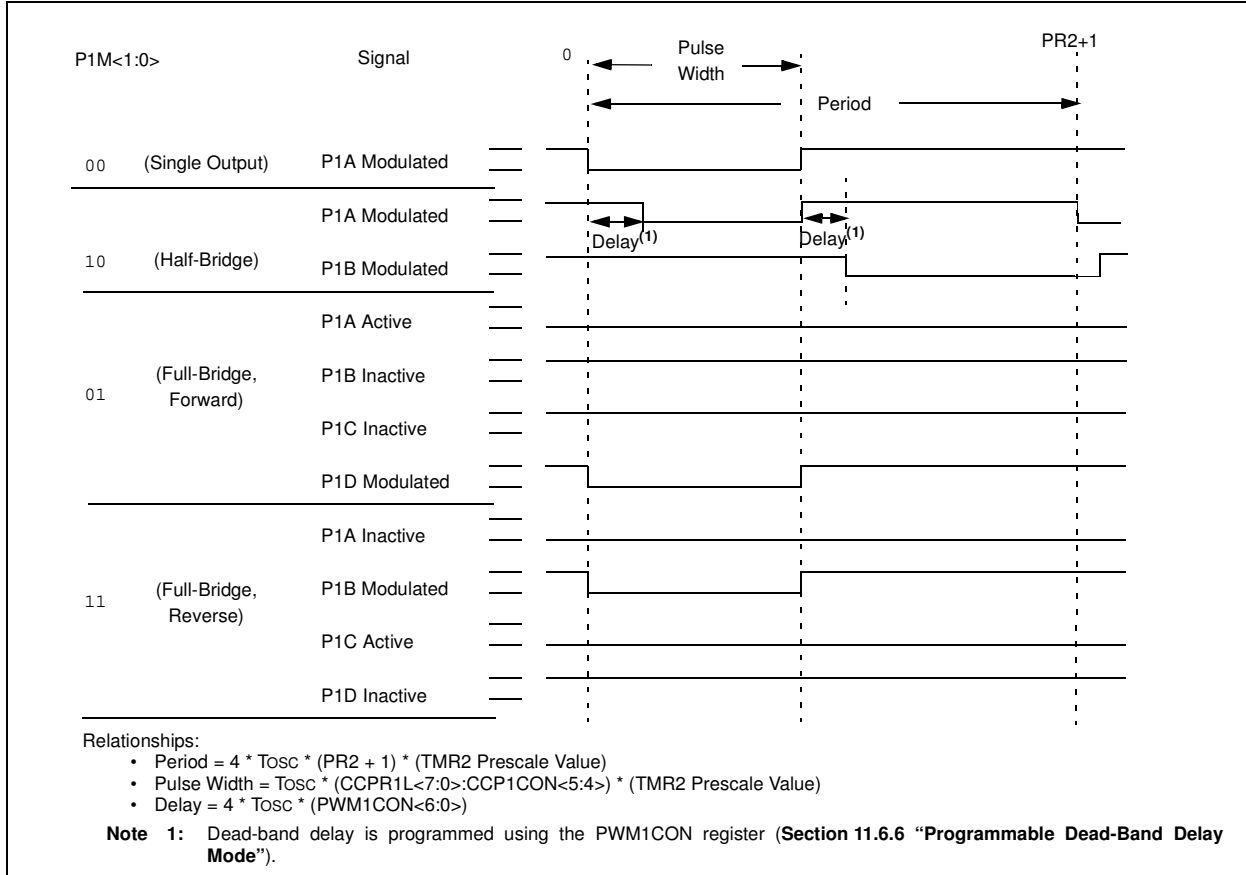 P1M<1:0> Signal 0 Pulse Width PR2+1
Period
00 (Single Output) P1A Modulated
P1A Modulated
Delay(1) Delay(1)
10 (Half-Bridge) P1B Modulated
P1A Active
01 (Full-Bridge, Forward) P1B Inactive
P1C Inactive
P1D Modulated
P1A Inactive
11 (Full-Bridge, Reverse) P1B Modulated
P1C Active
P1D Inactive
Relationships:
• Period = 4 * TOSC * (PR2 + 1) * (TMR2 Prescale Value)
• Pulse Width = TOSC * (CCPR1L<7:0>:CCP1CON<5:4>) * (TMR2 Prescale Value)
• Delay = 4 * TOSC * (PWM1CON<6:0>)
Note 1: Dead-band delay is programmed using the PWM1CON register (Section 11.6.6 “Programmable Dead-Band Delay
Mode”).